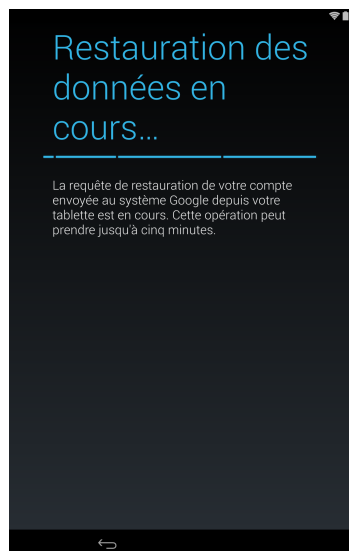 Restauration des
données en
cours...
La requête de restauration de votre compte
envoyée au système Google depuis votre
tablette est en cours. Cette opération peut
prendre jusqu'à cinq minutes.